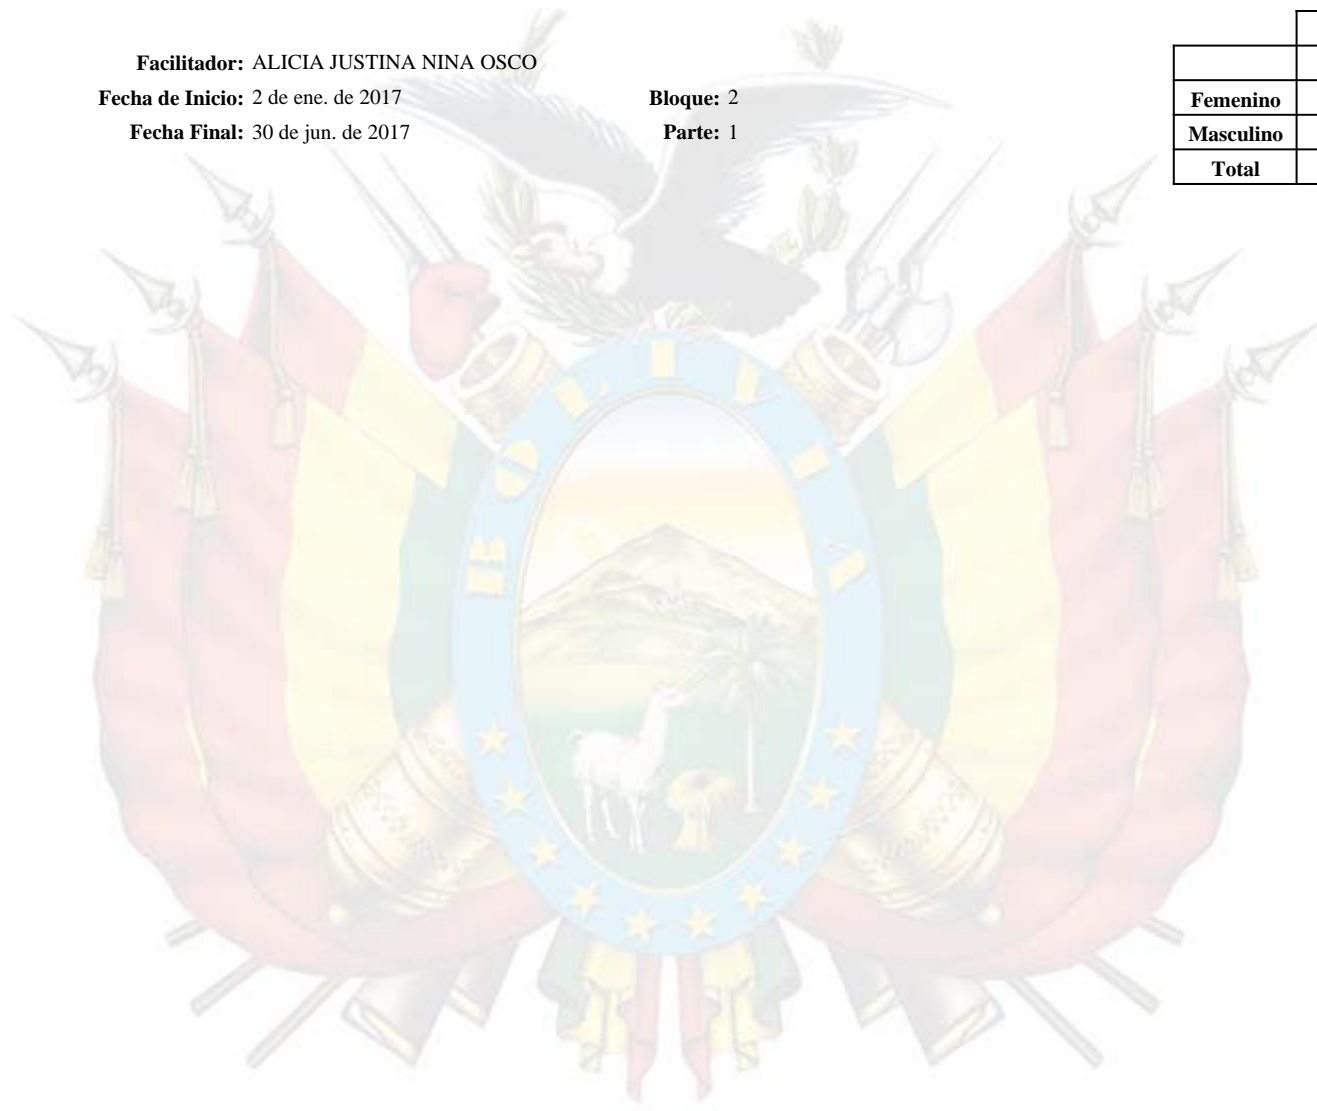 Facilitador: ALICIA JUSTINA NINA OSCO
Fecha de Inicio: 2 de ene. de 2017 Bloque: 2
Fecha Final: 30 de jun. de 2017 Parte: 1
Femenino
Masculino
Total
BOLIVIA